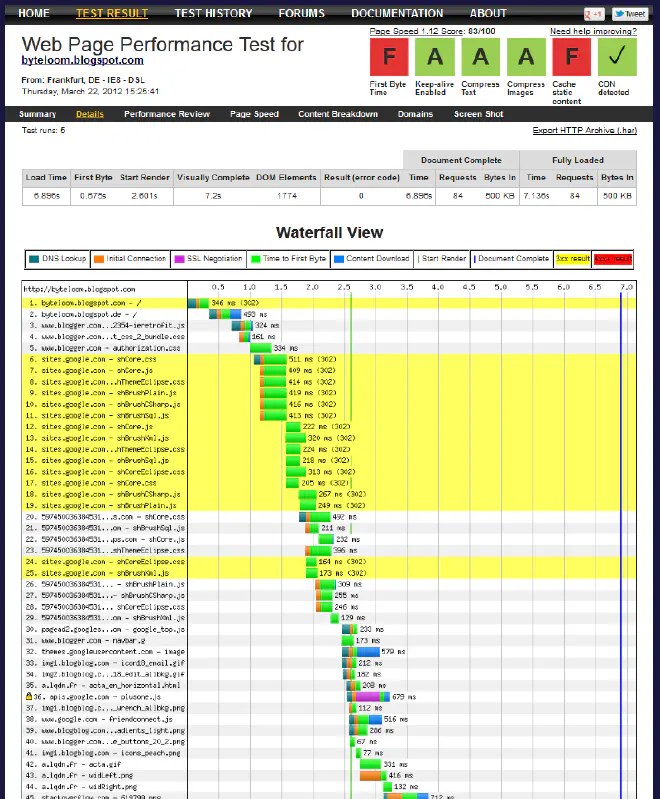 HOME TEST RESULT TEST HISTORY FORUMS DOCUMENTATION ABOUT +1 Tweet
Page Speed 1.12 Score: 83/100 Need help improving?
Web Page Performance Test for
byteloom.blogspot.com
F A A A F ✓
From: Frankfurt, DE - IE8 - DSL
Thursday, March 22, 2012 15:25:41
First Byte Time
Keep-alive Enabled
Compress Text
Compress Images
Cache static content
CDN detected
Summary Details Performance Review Page Speed Content Breakdown Domains Screen Shot
Test runs: 5 Export HTTP Archive (.har)
Document Complete Fully Loaded
Load Time First Byte Start Render Visually Complete DOM Elements Result (error code) Time Requests Bytes In Time Requests Bytes In
6.896s 0.675s 2.601s 7.2s 1774 0 6.896s 84 500 KB 7.136s 84 500 KB
Waterfall View
DNS Lookup Initial Connection SSL Negotiation Time to First Byte Content Download Start Render Document Complete 3xx result 4xx+ result
http://byteloom.blogspot.com 0.5 1.0 1.5 2.0 2.5 3.0 3.5 4.0 4.5 5.0 5.5 6.0 6.5 7.0
1. byteloom.blogspot.com - / 346 ms (302)
2. byteloom.blogspot.de - / 493 ms
3. www.blogger.com...2354-ieretrofit.js 324 ms
4. www.blogger.com...t_css_2_bundle.css 161 ms
5. www.blogger.com - authorization.css 334 ms
6. sites.google.com - shCore.css 511 ms (302)
7. sites.google.com - shCore.js 409 ms (302)
8. sites.google.com...hThemeEclipse.css 414 ms (302)
9. sites.google.com - shBrushPlain.js 419 ms (302)
10. sites.google.com - shBrushCSharp.js 416 ms (302)
11. sites.google.com - shBrushSql.js 413 ms (302)
12. sites.google.com - shCore.js 222 ms (302)
13. sites.google.com - shBrushXml.js 320 ms (302)
14. sites.google.com...hThemeEclipse.css 224 ms (302)
15. sites.google.com - shBrushSql.js 218 ms (302)
16. sites.google.com - shCoreEclipse.css 313 ms (302)
17. sites.google.com - shCore.css 205 ms (302)
18. sites.google.com - shBrushCSharp.js 267 ms (302)
19. sites.google.com - shBrushPlain.js 249 ms (302)
20. 597450036384531...s.com - shCore.css 492 ms
21. 597450036384531...om - shBrushSql.js 211 ms
22. 597450036384531...ps.com - shCore.js 232 ms
23. 597450036384531...shThemeEclipse.css 396 ms
24. sites.google.com - shCoreEclipse.css 164 ms (302)
25. sites.google.com - shBrushXml.js 173 ms (302)
26. 597450036384531... - shBrushPlain.js 309 ms
27. 597450036384531... - shBrushCSharp.js 255 ms
28. 597450036384531... - shCoreEclipse.css 246 ms
29. 597450036384531...om - shBrushXml.js 129 ms
30. pagead2.googles...om - google_top.js 233 ms
31. www.blogger.com - navbar.g 173 ms
32. themes.googleusercontent.com - image 579 ms
33. img1.blogblog.com - icon18_email.gif 212 ms
34. img2.blogblog.c...18_edit_allbkg.gif 182 ms
35. a.lqdn.fr - acta_en_horizontal.html 208 ms
36. apis.google.com - plusone.js 679 ms
37. img1.blogblog.c..._wrench_allbkg.png 112 ms
38. www.google.com - friendconnect.js 516 ms
39. www.blogblog.com...adients_light.png 286 ms
40. www.blogger.com...e_buttons_20_2.png 67 ms
41. img1.blogblog.com - icons_peach.png 77 ms
42. a.lqdn.fr - acta.gif 331 ms
43. a.lqdn.fr - widLeft.png 416 ms
44. a.lqdn.fr - widRight.png 132 ms
45. stackoverflow.com - 619799.png 712 ms